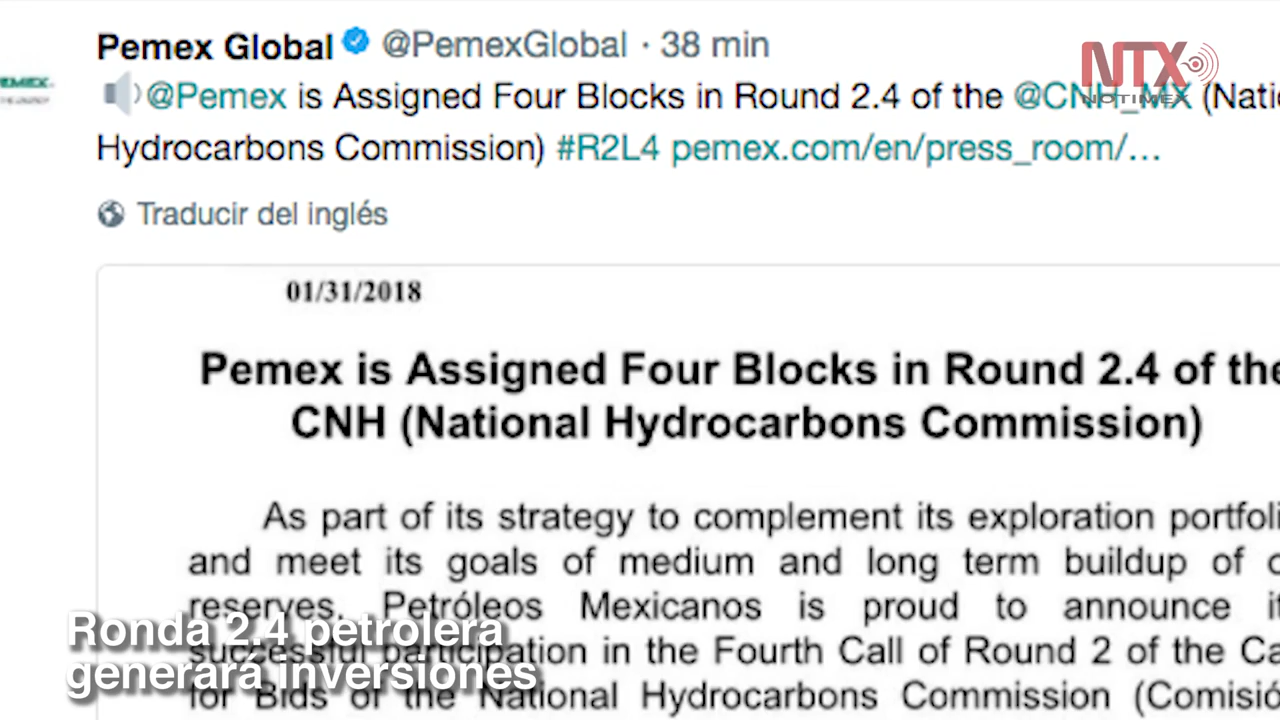 Pemex Global @PemexGlobal · 38 min
NTX
NOTIMEX
PEMEX
@Pemex is Assigned Four Blocks in Round 2.4 of the @CNH_MX (Nati
Hydrocarbons Commission) #R2L4 pemex.com/en/press_room/...
Traducir del inglés
01/31/2018
Pemex is Assigned Four Blocks in Round 2.4 of the
CNH (National Hydrocarbons Commission)
As part of its strategy to complement its exploration portfoli
and meet its goals of medium and long term buildup of
reserves, Petróleos Mexicanos is proud to announce it
successful participation in the Fourth Call of Round 2 of the Ca
for Bids of the National Hydrocarbons Commission (Comisió
Ronda 2.4 petrolera
generará inversiones